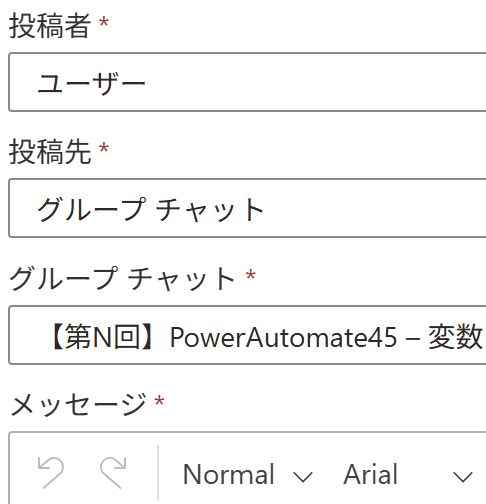 投稿者 *
ユーザー
投稿先 *
グループ チャット
グループ チャット *
【第N回】PowerAutomate45 – 変数
メッセージ *
Normal Arial